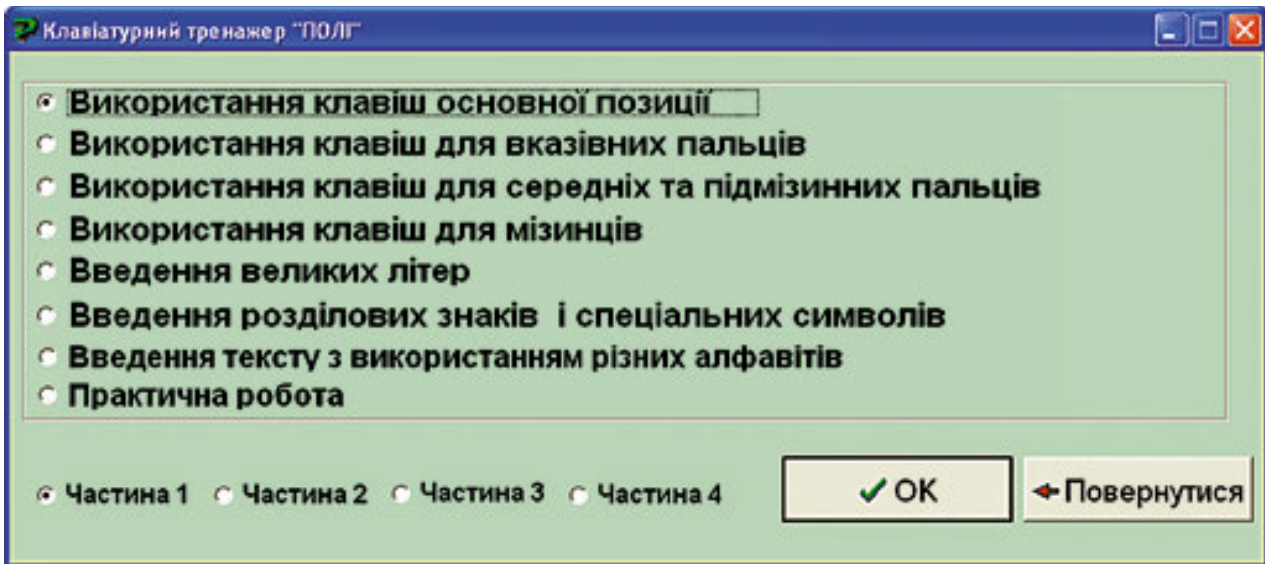 Клавіатурний тренажер "ПОЛІ"
Використання клавіш основної позиції
Використання клавіш для вказівних пальців
Використання клавіш для середніх та підмізинних пальців
Використання клавіш для мізинців
Введення великих літер
Введення розділових знаків і спеціальних символів
Введення тексту з використанням різних алфавітів
Практична робота
Частина 1 Частина 2 Частина 3 Частина 4 OK Повернутися